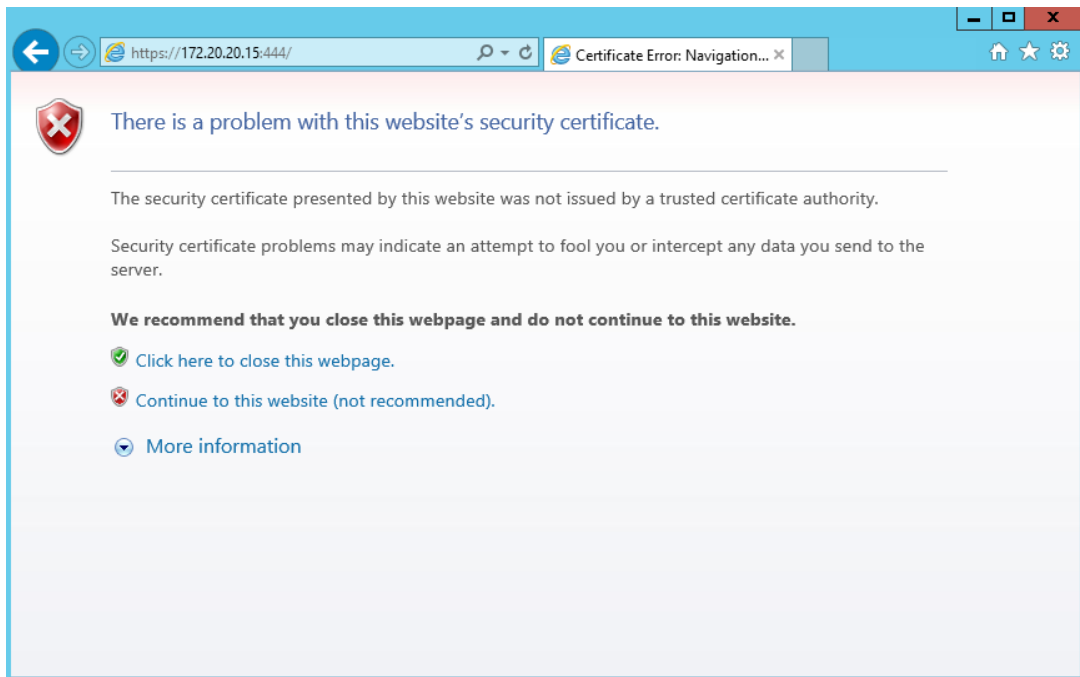 https://172.20.20.15:444/
Certificate Error: Navigation...
There is a problem with this website's security certificate.
The security certificate presented by this website was not issued by a trusted certificate authority.
Security certificate problems may indicate an attempt to fool you or intercept any data you send to the
server.
We recommend that you close this webpage and do not continue to this website.
Click here to close this webpage.
Continue to this website (not recommended).
More information